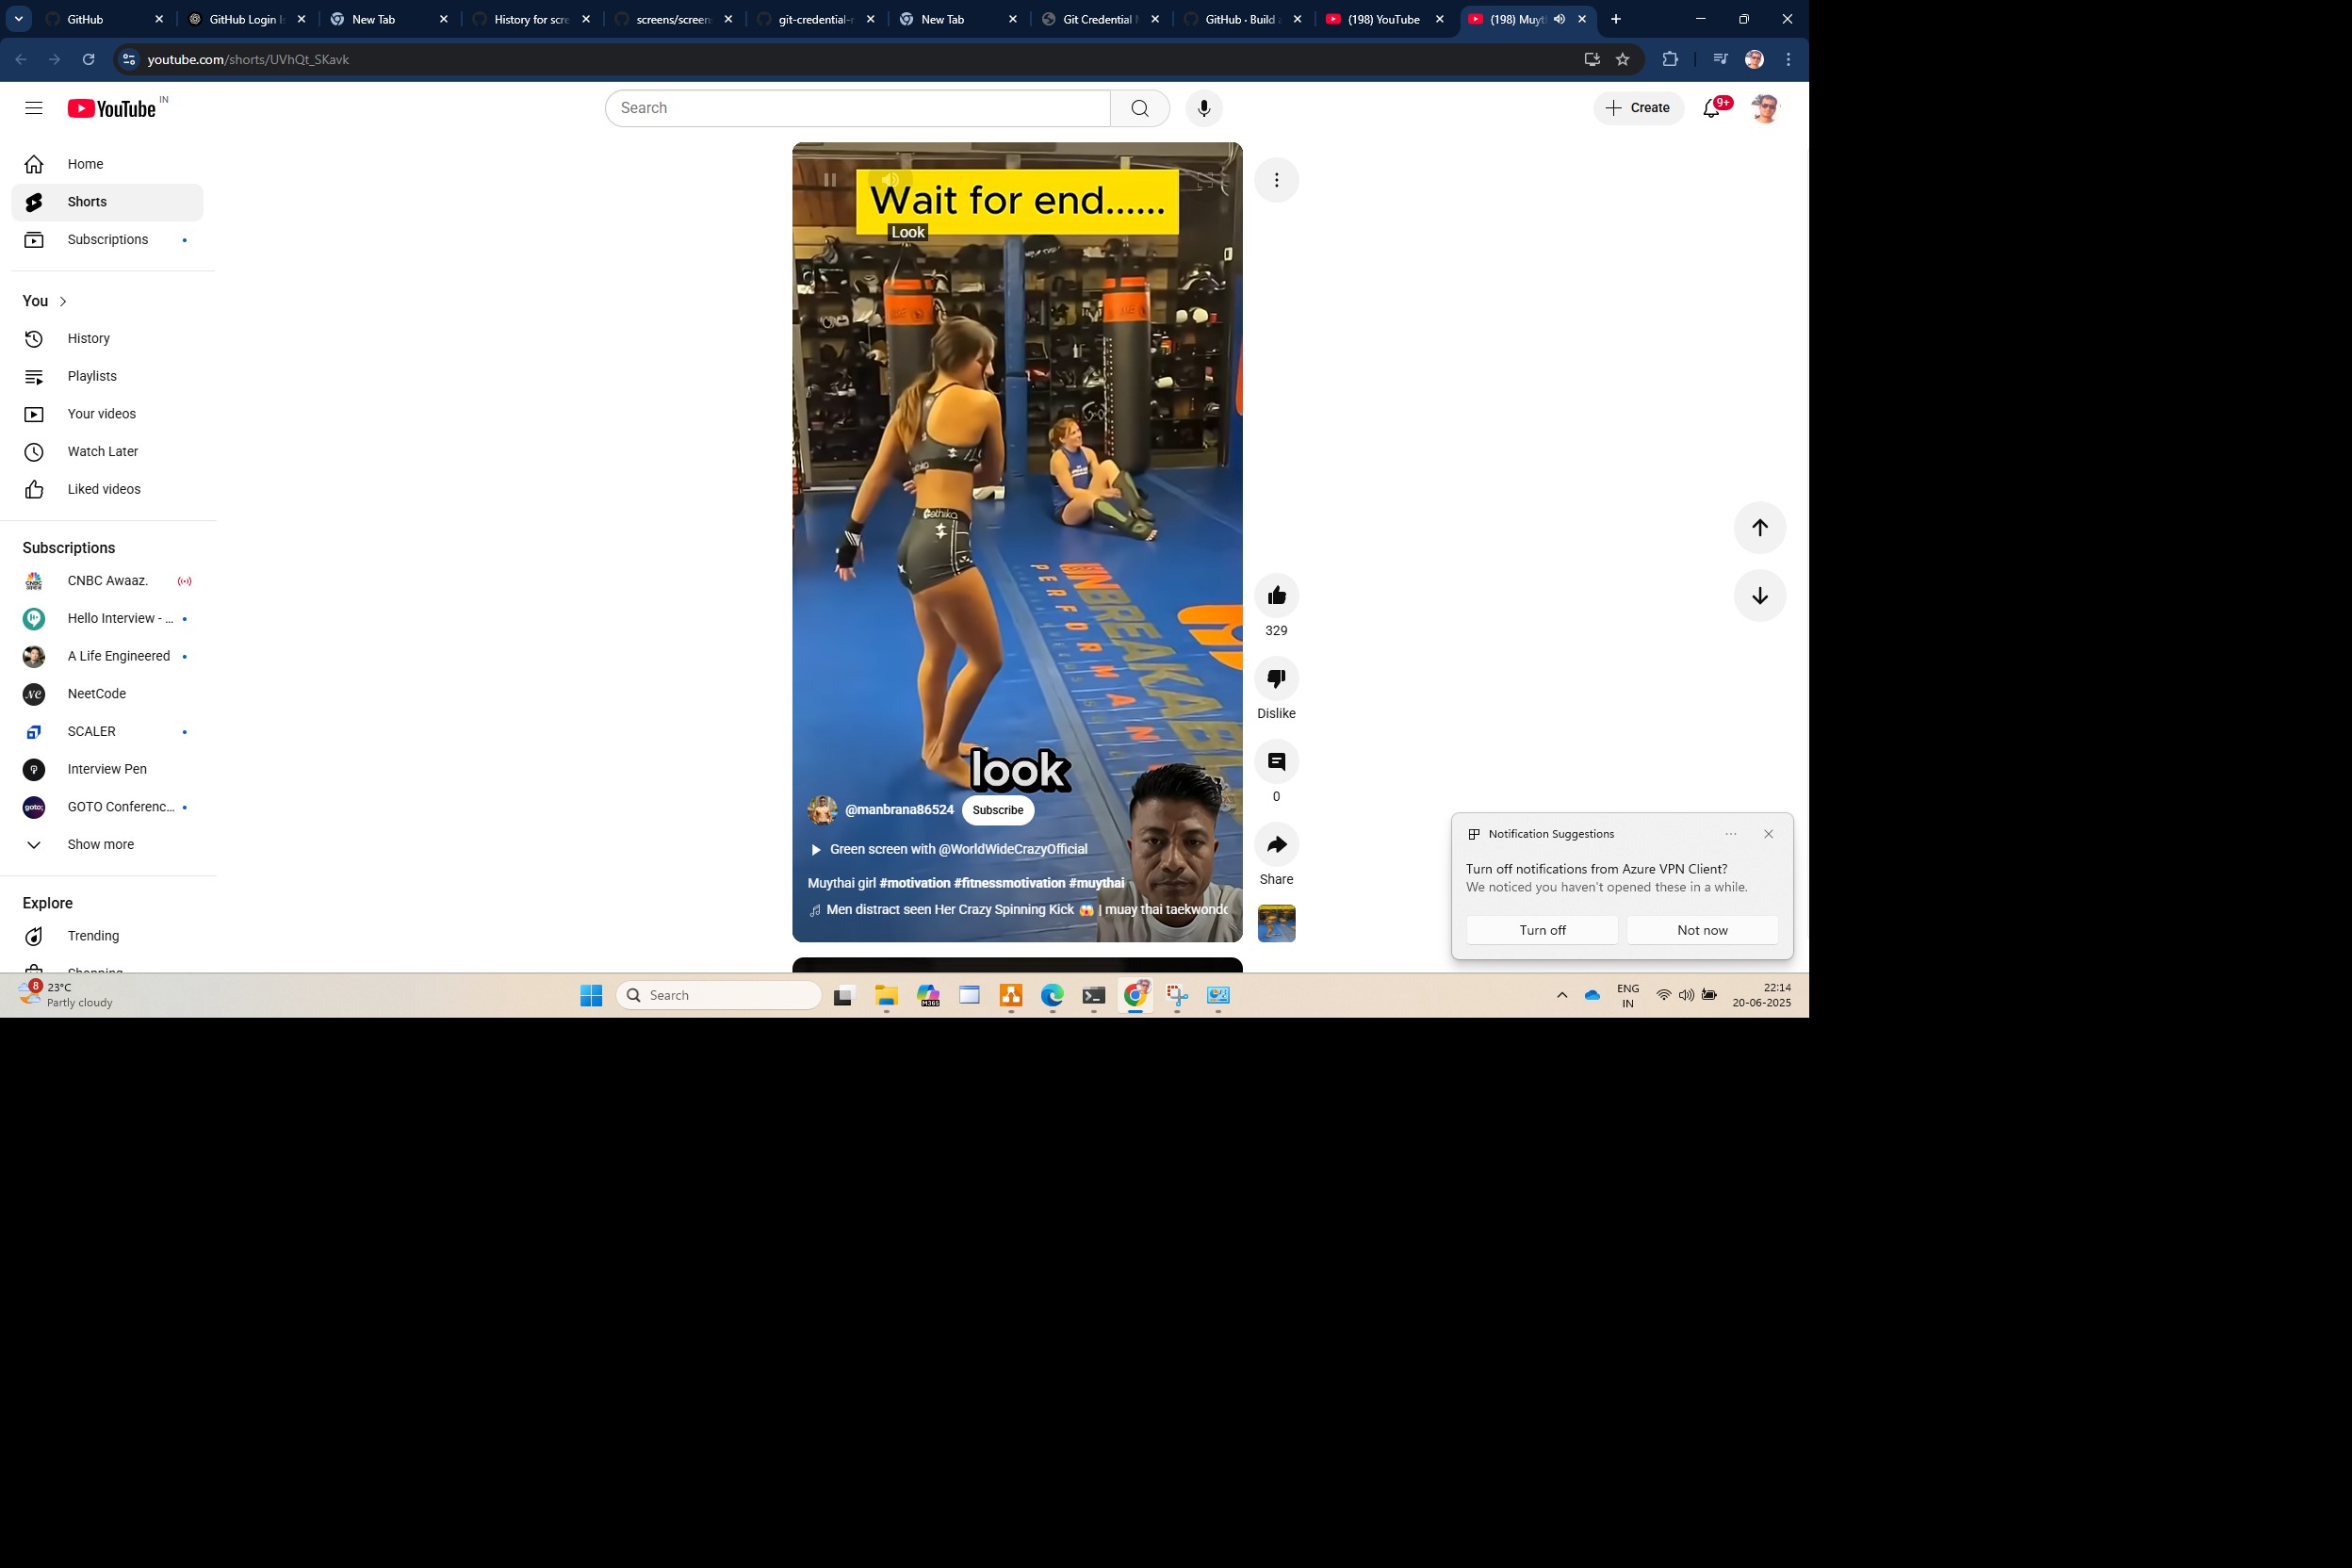 GitHub
GitHub Login Is
New Tab
History for scre
screens/screen
git-credential-
New Tab
Git Credential
GitHub · Build
(198) YouTube
(198) Muyt
youtube.com/shorts/UVhQt_SKavk
YouTube IN
Search
Create
9+
Home
Shorts
Subscriptions
You
History
Playlists
Your videos
Watch Later
Liked videos
Subscriptions
CNBC Awaaz.
Hello Interview - ...
A Life Engineered
NeetCode
SCALER
Interview Pen
GOTO Conferenc...
Show more
Explore
Trending
Shopping
Wait for end......
Look
ethika
UNBREAKABLE
PERFORMAN
look
@manbrana86524 Subscribe
Green screen with @WorldWideCrazyOfficial
Muythai girl #motivation #fitnessmotivation #muythai
Men distract seen Her Crazy Spinning Kick 😱 | muay thai taekwondo
329
Dislike
0
Share
Notification Suggestions
Turn off notifications from Azure VPN Client?
We noticed you haven't opened these in a while.
Turn off
Not now
8
23°C
Partly cloudy
Search
M365
ENG
IN
22:14
20-06-2025